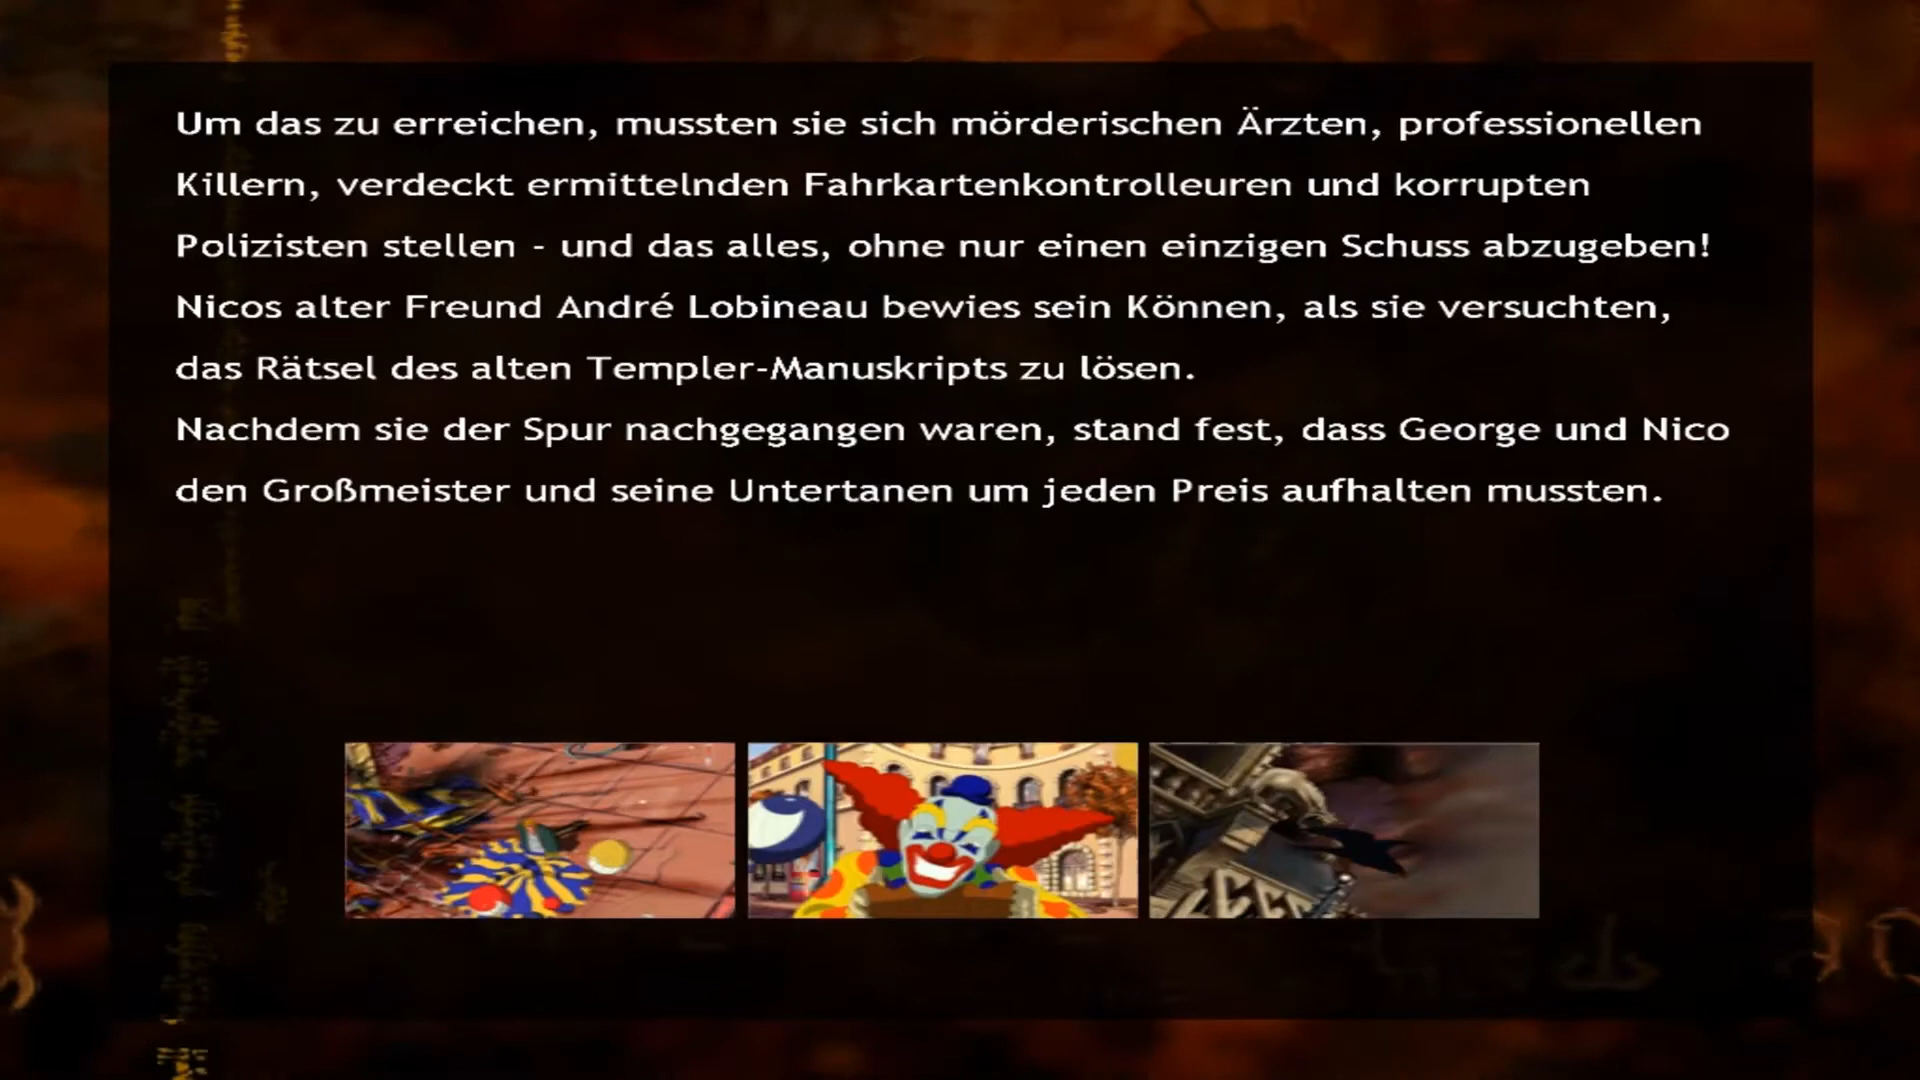 Um das zu erreichen, mussten sie sich mörderischen Ärzten, professionellen
Killern, verdeckt ermittelnden Fahrkartenkontrolleuren und korrupten
Polizisten stellen - und das alles, ohne nur einen einzigen Schuss abzugeben!
Nicos alter Freund André Lobineau bewies sein Können, als sie versuchten,
das Rätsel des alten Templer-Manuskripts zu lösen.
Nachdem sie der Spur nachgegangen waren, stand fest, dass George und Nico
den Großmeister und seine Untertanen um jeden Preis aufhalten mussten.